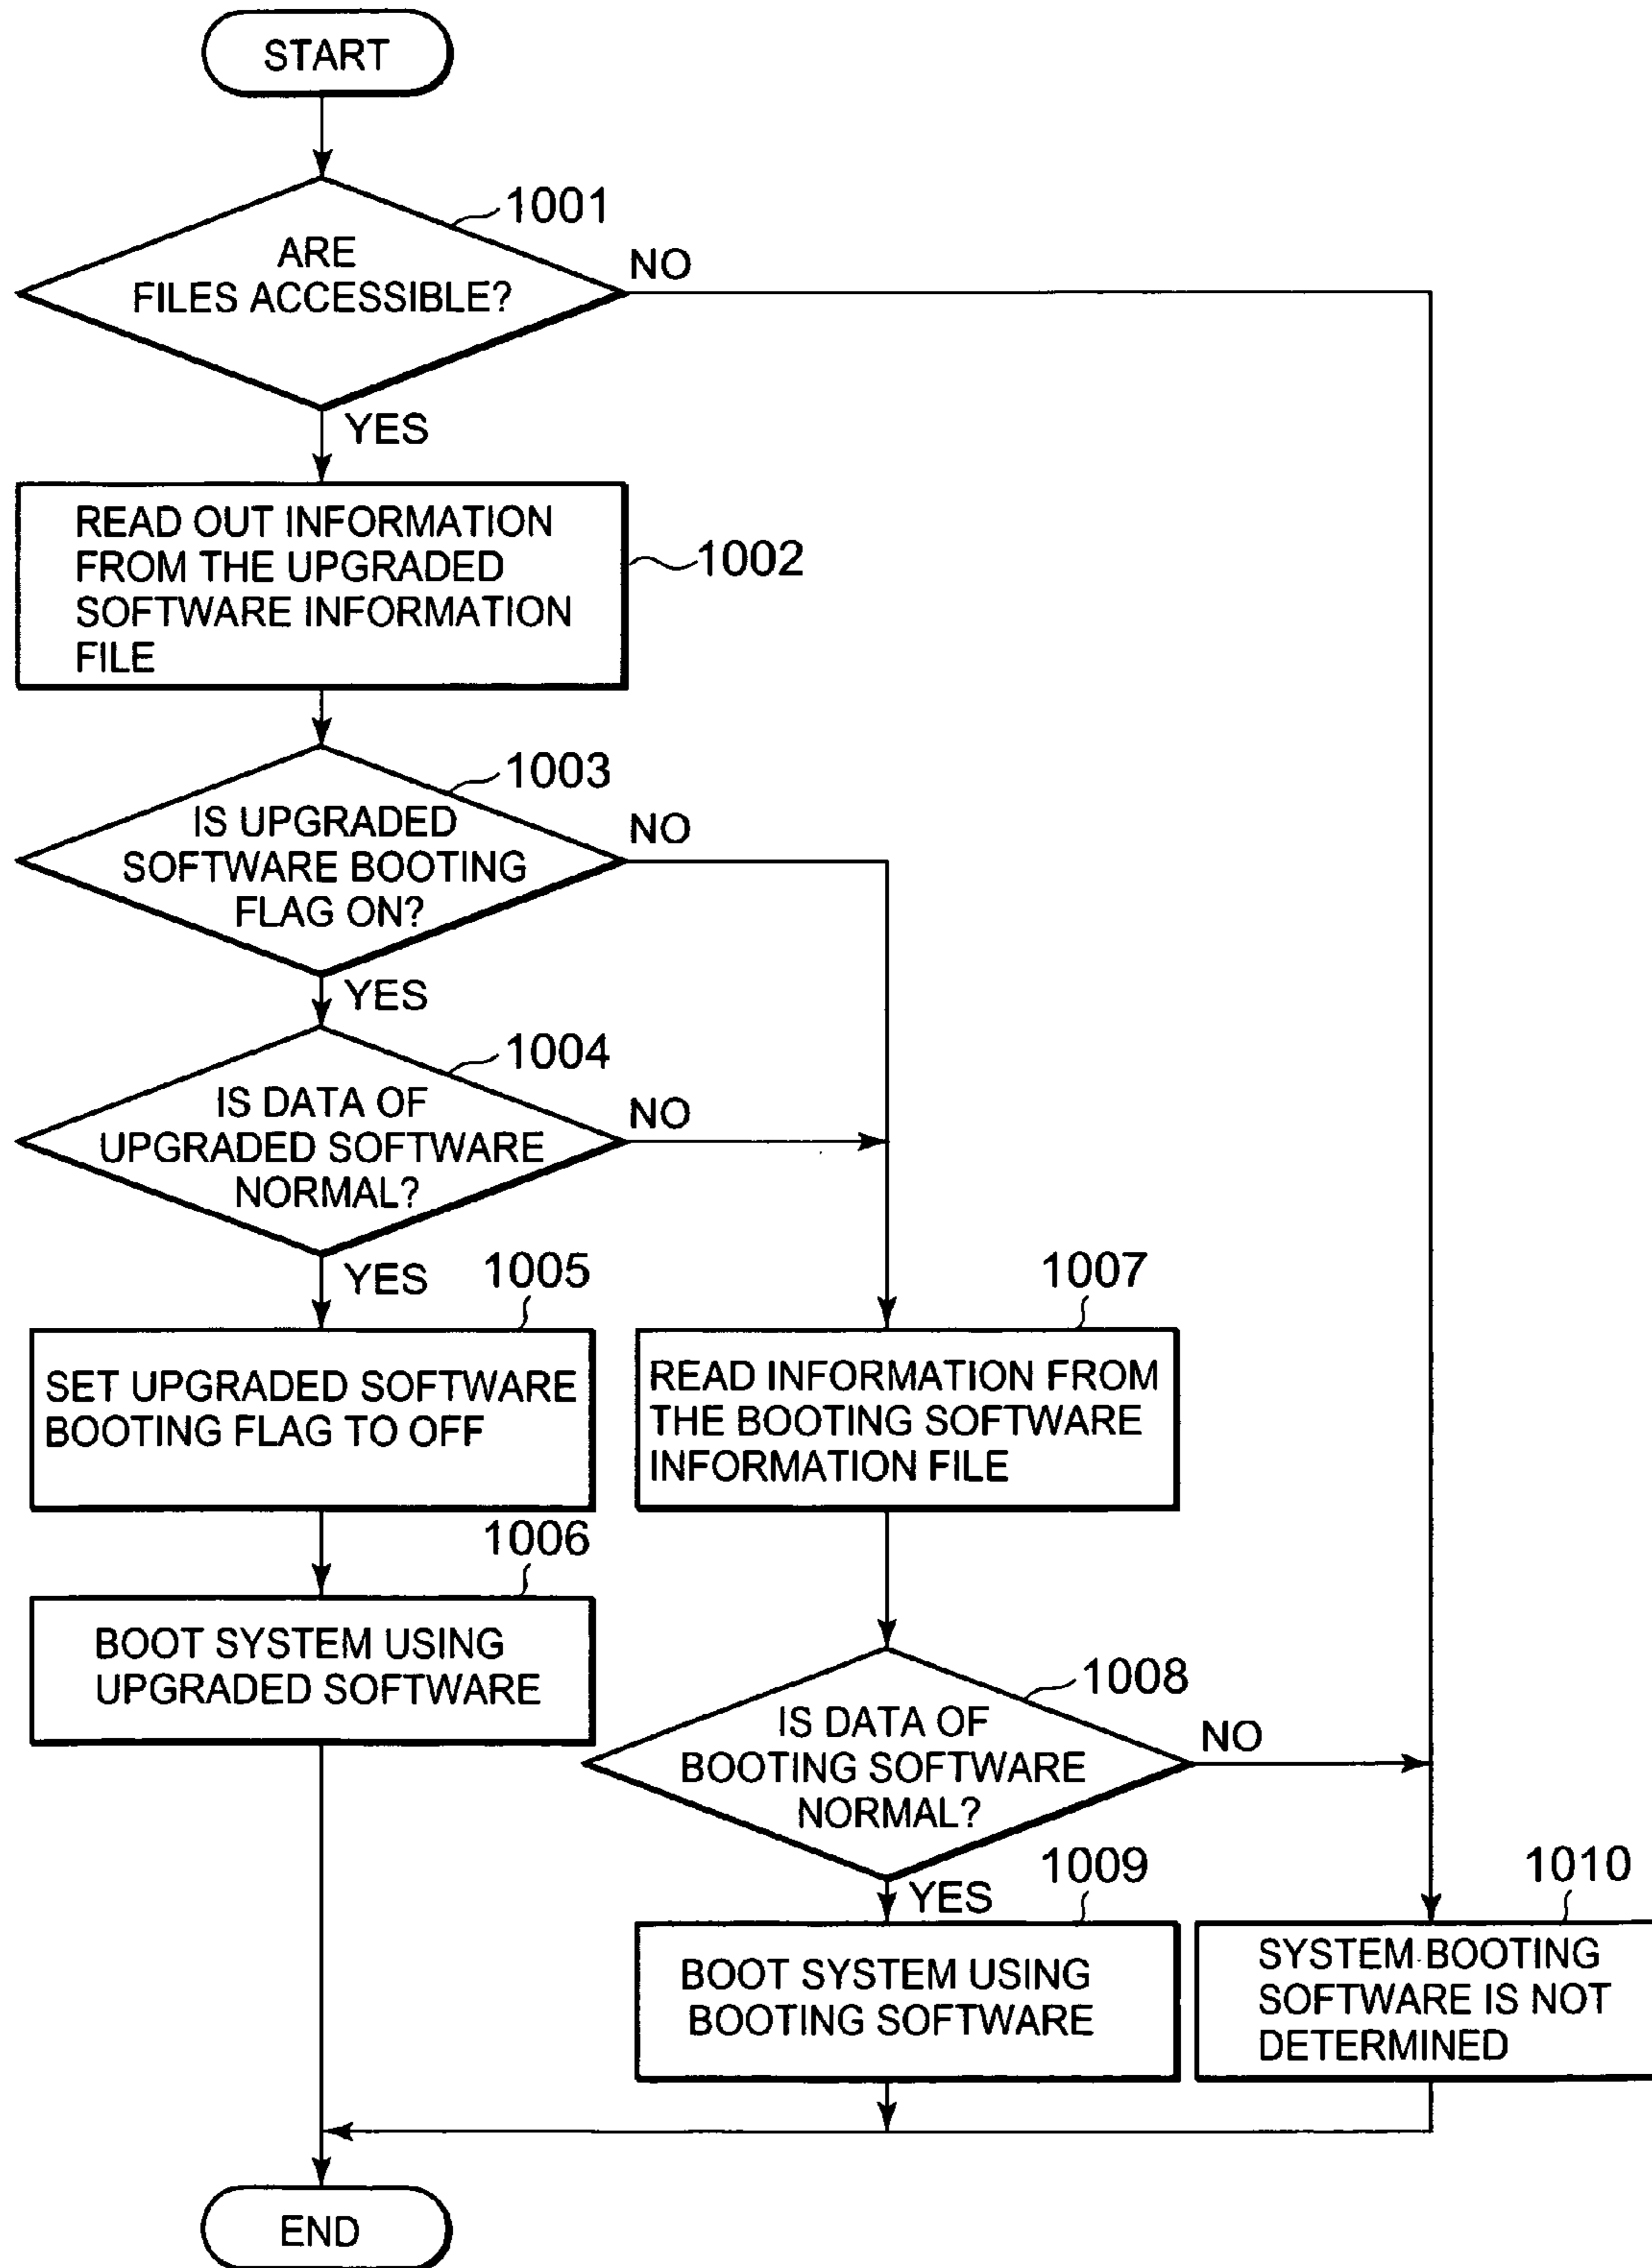 START
1001
ARE
FILES ACCESSIBLE?
NO
YES
READ OUT INFORMATION
FROM THE UPGRADED
SOFTWARE INFORMATION
FILE
1002
1003
IS UPGRADED
SOFTWARE BOOTING
FLAG ON?
NO
YES
1004
IS DATA OF
UPGRADED SOFTWARE
NORMAL?
NO
YES
1005
SET UPGRADED SOFTWARE
BOOTING FLAG TO OFF
1006
BOOT SYSTEM USING
UPGRADED SOFTWARE
1007
READ INFORMATION FROM
THE BOOTING SOFTWARE
INFORMATION FILE
1008
IS DATA OF
BOOTING SOFTWARE
NORMAL?
NO
YES
1009
BOOT SYSTEM USING
BOOTING SOFTWARE
1010
SYSTEM BOOTING
SOFTWARE IS NOT
DETERMINED
END